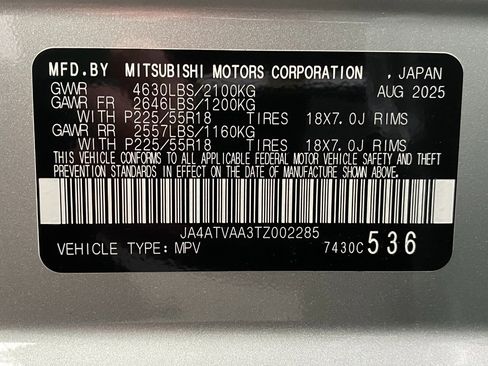 MFD.BY MITSUBISHI MOTORS CORPORATION , JAPAN
GVWR 4630LBS/2100KG AUG 2025
GAWR FR 2646LBS/1200KG
WITH P225/55R18 TIRES 18X7.0J RIMS
GAWR RR 2557LBS/1160KG
WITH P225/55R18 TIRES 18X7.0J RIMS
THIS VEHICLE CONFORMS TO ALL APPLICABLE FEDERAL MOTOR VEHICLE SAFETY AND THEFT
PREVENTION STANDARDS IN EFFECT ON THE DATE OF MANUFACTURE SHOWN ABOVE.
JA4ATVAA3TZ002285
VEHICLE TYPE: MPV 7430C 536